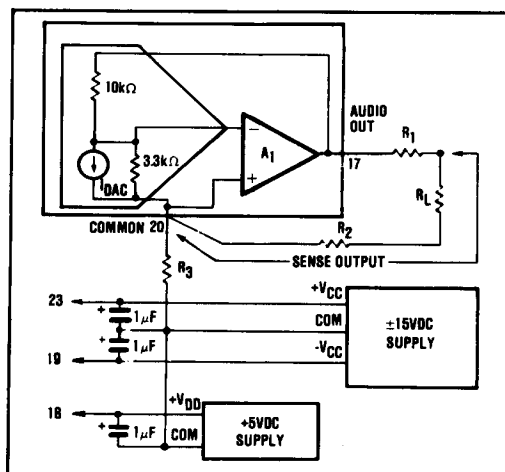 10kΩ
3.3kΩ
IDAC
−
A1
+
AUDIO OUT
17
R1
RL
R2
COMMON 20
SENSE OUTPUT
R3
23
+VCC
+
1μF
COM
±15VDC SUPPLY
+
1μF
19
-VCC
18
+VDD
+
1μF
COM
+5VDC SUPPLY